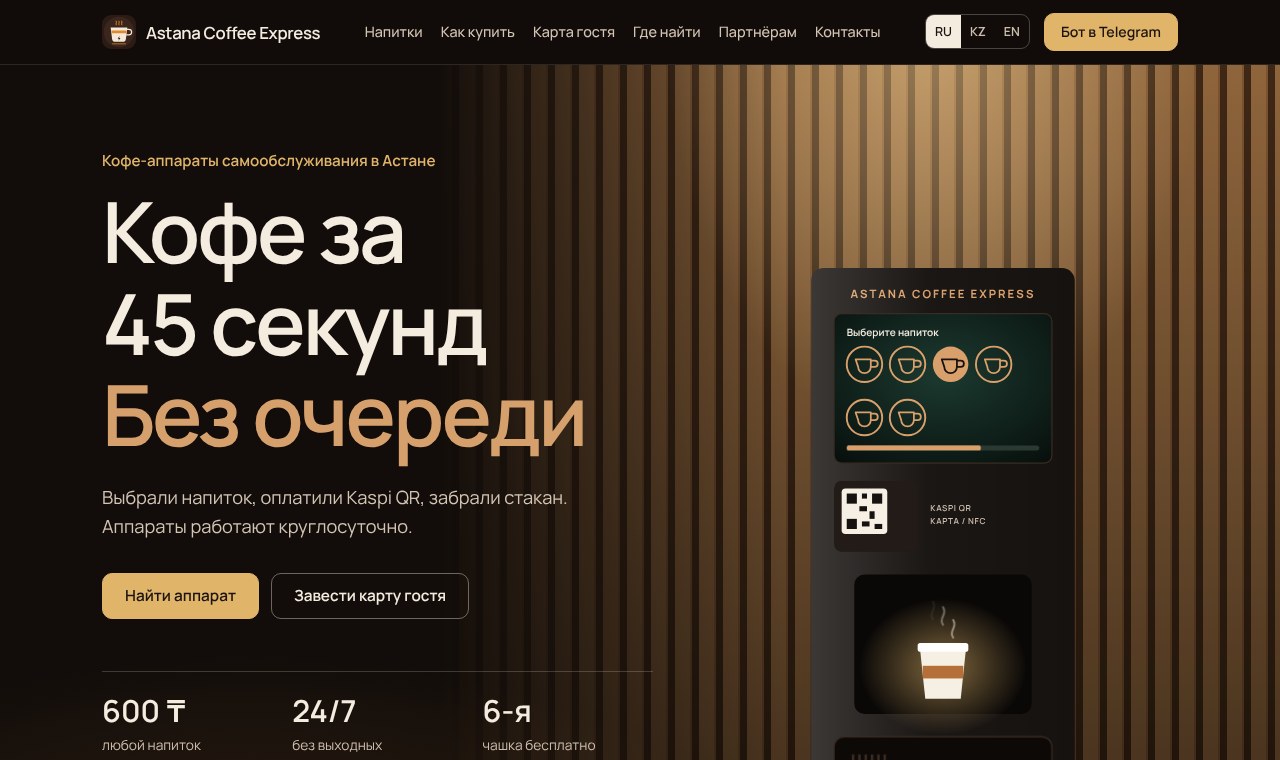 Astana Coffee Express
Напитки
Как купить
Карта гостя
Где найти
Партнёрам
Контакты
RU
KZ
EN
Бот в Telegram
Кофе-аппараты самообслуживания в Астане
Кофе за
45 секунд
Без очереди
Выбрали напиток, оплатили Kaspi QR, забрали стакан.
Аппараты работают круглосуточно.
Найти аппарат
Завести карту гостя
600 ₸
любой напиток
24/7
без выходных
6-я
чашка бесплатно
ASTANA COFFEE EXPRESS
Выберите напиток
KASPI QR
КАРТА / NFC